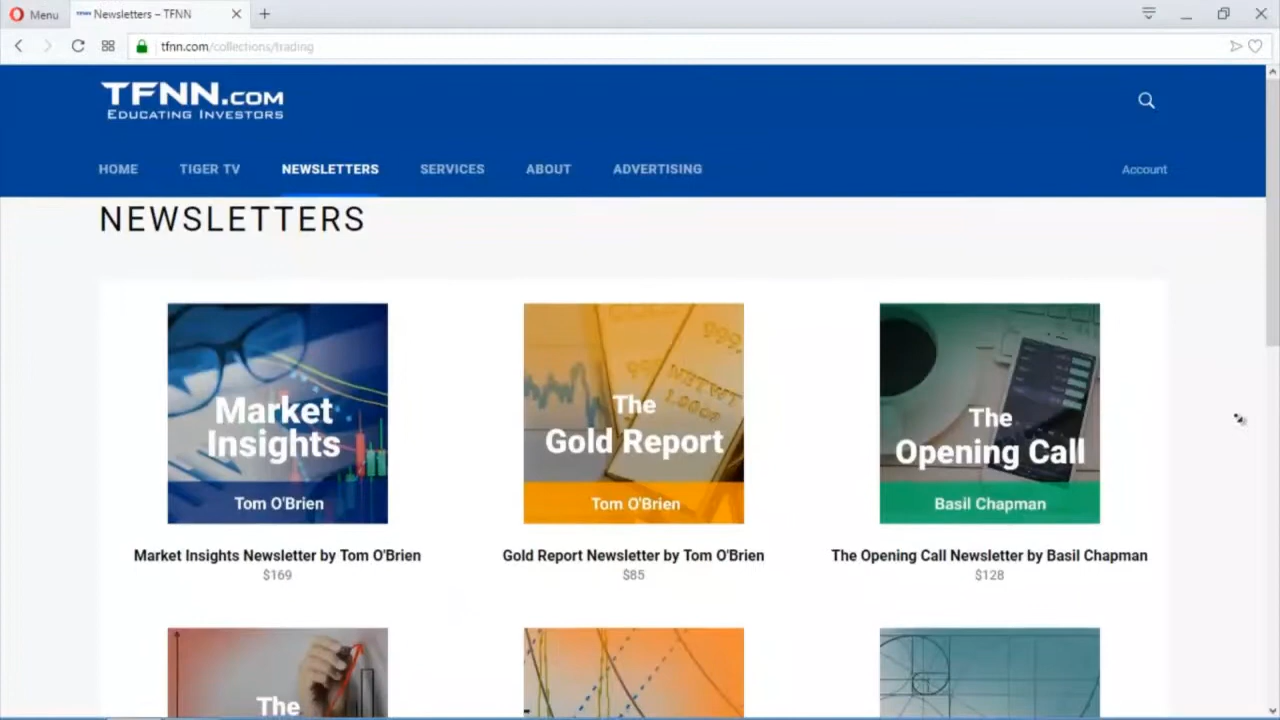 Menu
Newsletters – TFNN
tfnn.com/collections/trading
TFNN.COM
EDUCATING INVESTORS
HOME TIGER TV NEWSLETTERS SERVICES ABOUT ADVERTISING Account
NEWSLETTERS
Market
Insights
Tom O'Brien
The
Gold Report
Tom O'Brien
The
Opening Call
Basil Chapman
Market Insights Newsletter by Tom O'Brien
$169
Gold Report Newsletter by Tom O'Brien
$85
The Opening Call Newsletter by Basil Chapman
$128
The